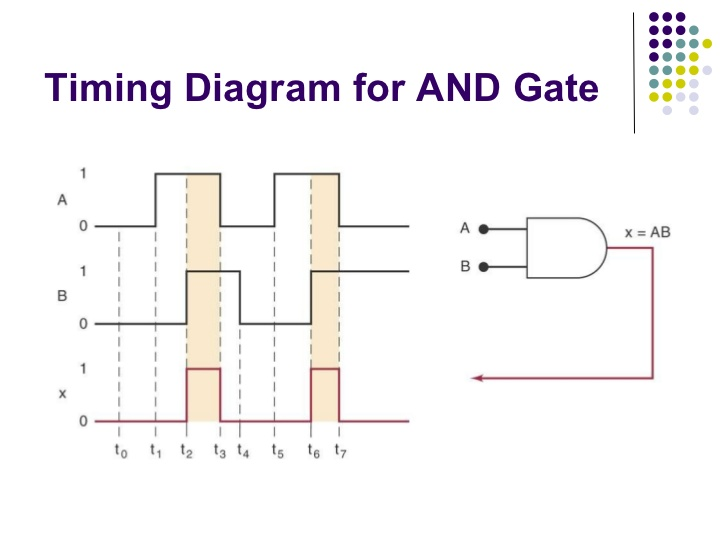 Timing Diagram for AND Gate
1
A
0
1
B
0
1
x
0
t0 t1 t2 t3 t4 t5 t6 t7
A
B
x = AB